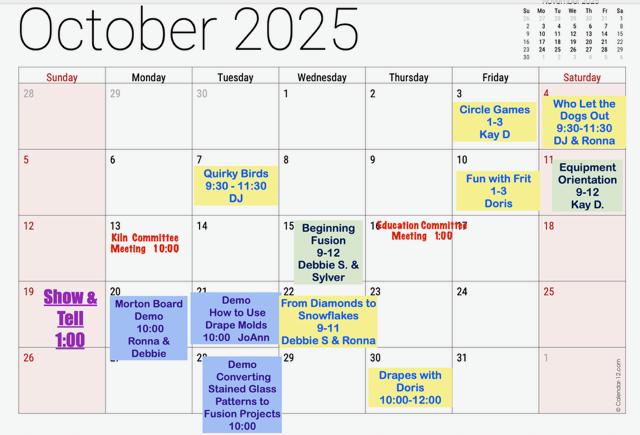 October 2025
November 2025
Su Mo Tu We Th Fr Sa
26 27 28 29 30 31 1
2 3 4 5 6 7 8
9 10 11 12 13 14 15
16 17 18 19 20 21 22
23 24 25 26 27 28 29
30 1 2 3 4 5 6
Sunday Monday Tuesday Wednesday Thursday Friday Saturday
28 29 30 1 2 3 4
Circle Games
1-3
Kay D
Who Let the
Dogs Out
9:30-11:30
DJ & Ronna
5 6 7 8 9 10 11
Quirky Birds
9:30 - 11:30
DJ
Fun with Frit
1-3
Doris
Equipment
Orientation
9-12
Kay D.
12 13 14 15 16 17 18
Kiln Committee
Meeting 10:00
Beginning
Fusion
9-12
Debbie S. &
Sylver
Education Committee
Meeting 1:00
19 20 21 22 23 24 25
Show &
Tell
1:00
Morton Board
Demo
10:00
Ronna &
Debbie
Demo
How to Use
Drape Molds
10:00 JoAnn
From Diamonds to
Snowflakes
9-11
Debbie S & Ronna
26 28 29 30 31 1
Demo
Converting
Stained Glass
Patterns to
Fusion Projects
10:00
Drapes with
Doris
10:00-12:00
© Calendar-12.com